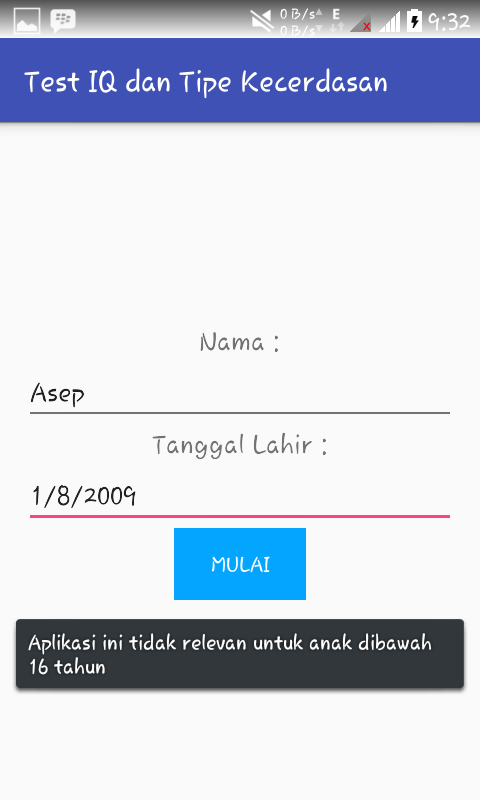 0 B/s E
0 B/s 9:32
Test IQ dan Tipe Kecerdasan
Nama :
Asep
Tanggal Lahir :
1/8/2009
MULAI
Aplikasi ini tidak relevan untuk anak dibawah
16 tahun